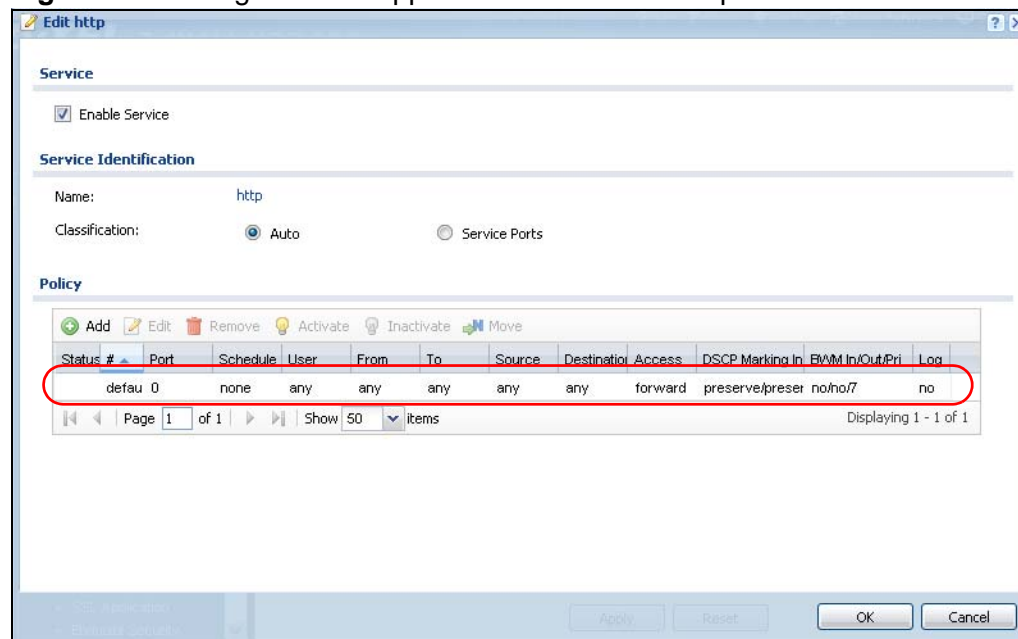 Edit http
Service
Enable Service
Service Identification
Name: http
Classification: Auto Service Ports
Policy
Add Edit Remove Activate Inactivate Move
Status # Port Schedule User From To Source Destination Access DSCP Marking In BWM In/Out/Pri Log
defau 0 none any any any any any forward preserve/preser no/no/7 no
Page 1 of 1 Show 50 items Displaying 1 - 1 of 1
Apply Reset OK Cancel